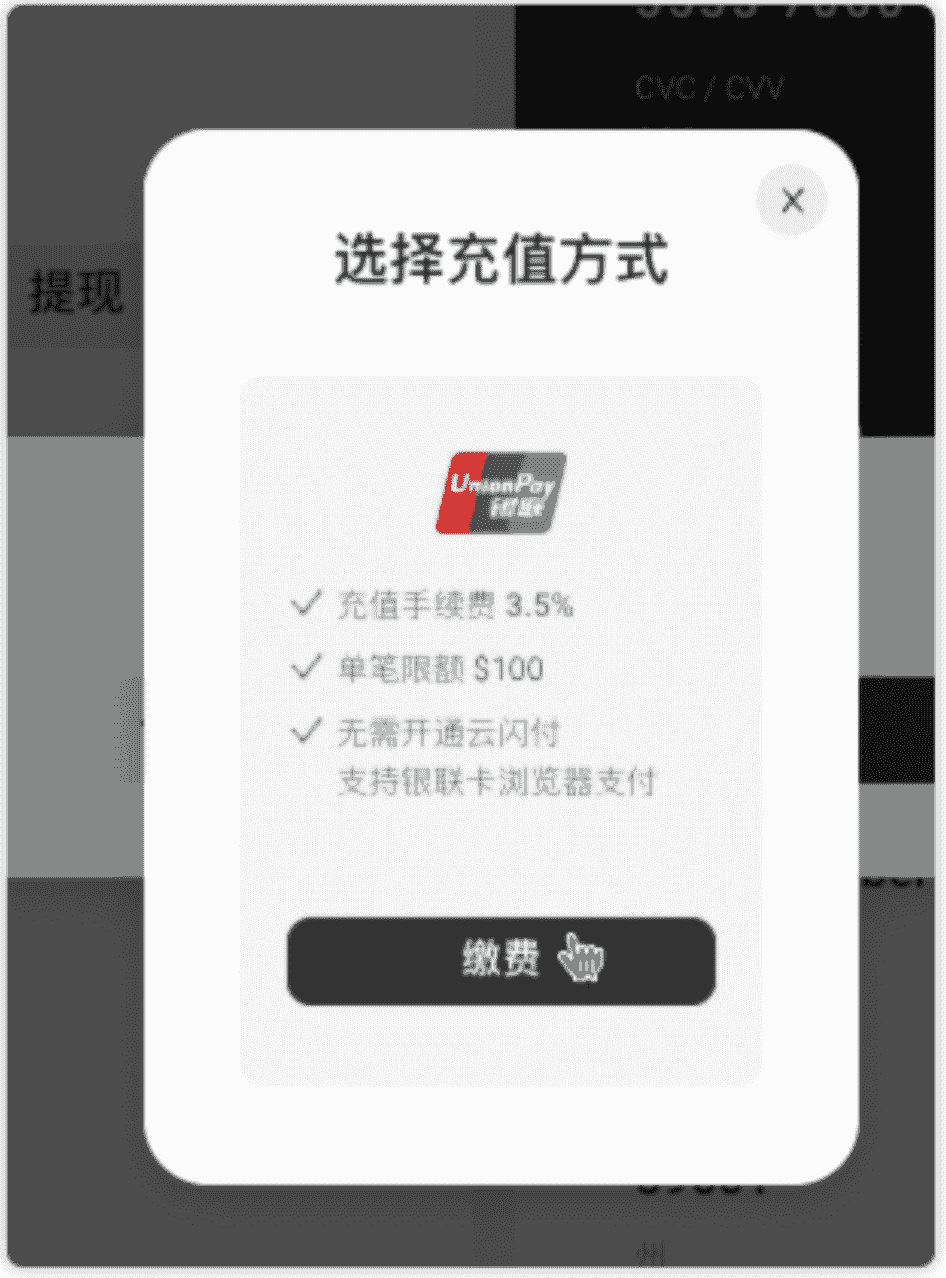 CVC / CVV
选择充值方式
提现
UnionPay
银联
充值手续费 3.5%
单笔限额 $100
无需开通云闪付
支持银联卡浏览器支付
缴费
州